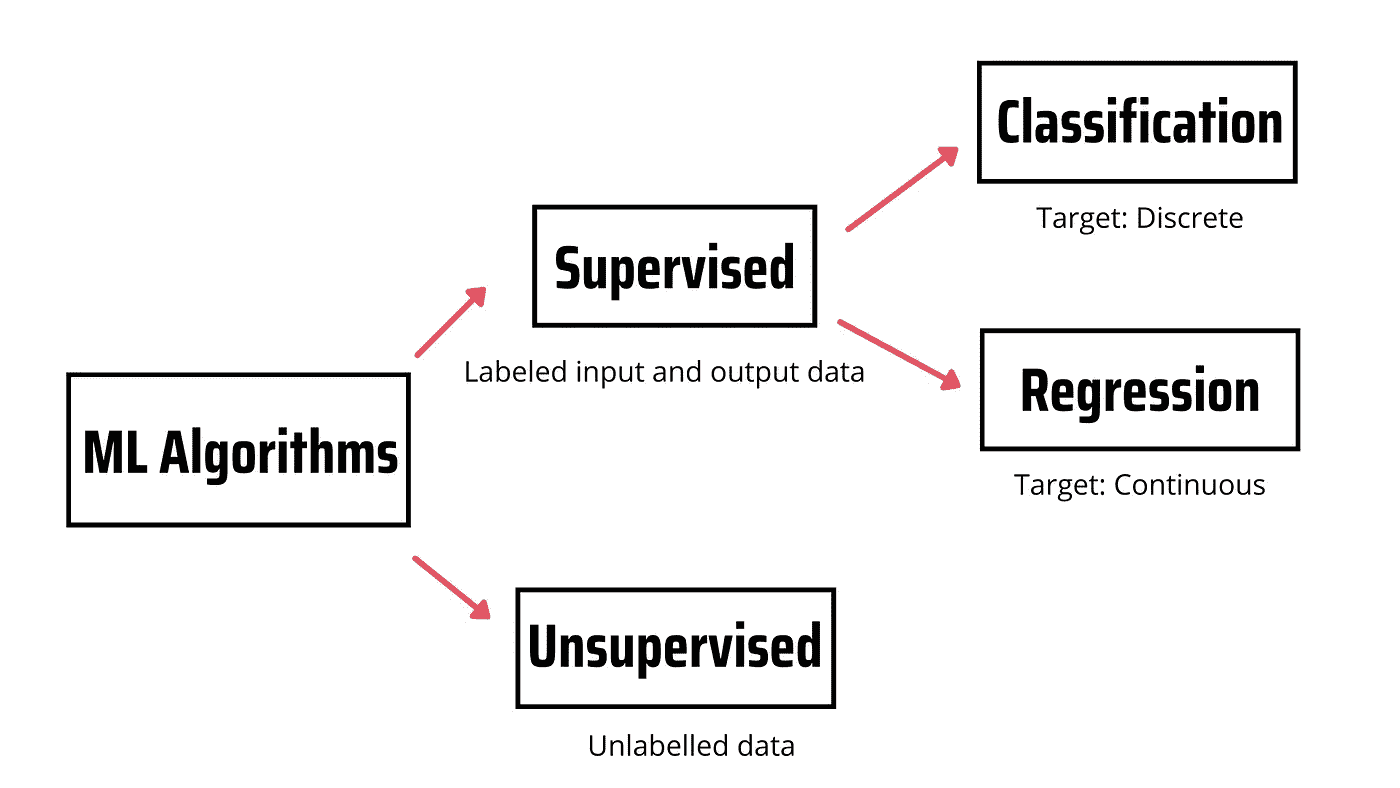 Classification
Target: Discrete
Supervised
Labeled input and output data
Regression
Target: Continuous
ML Algorithms
Unsupervised
Unlabelled data